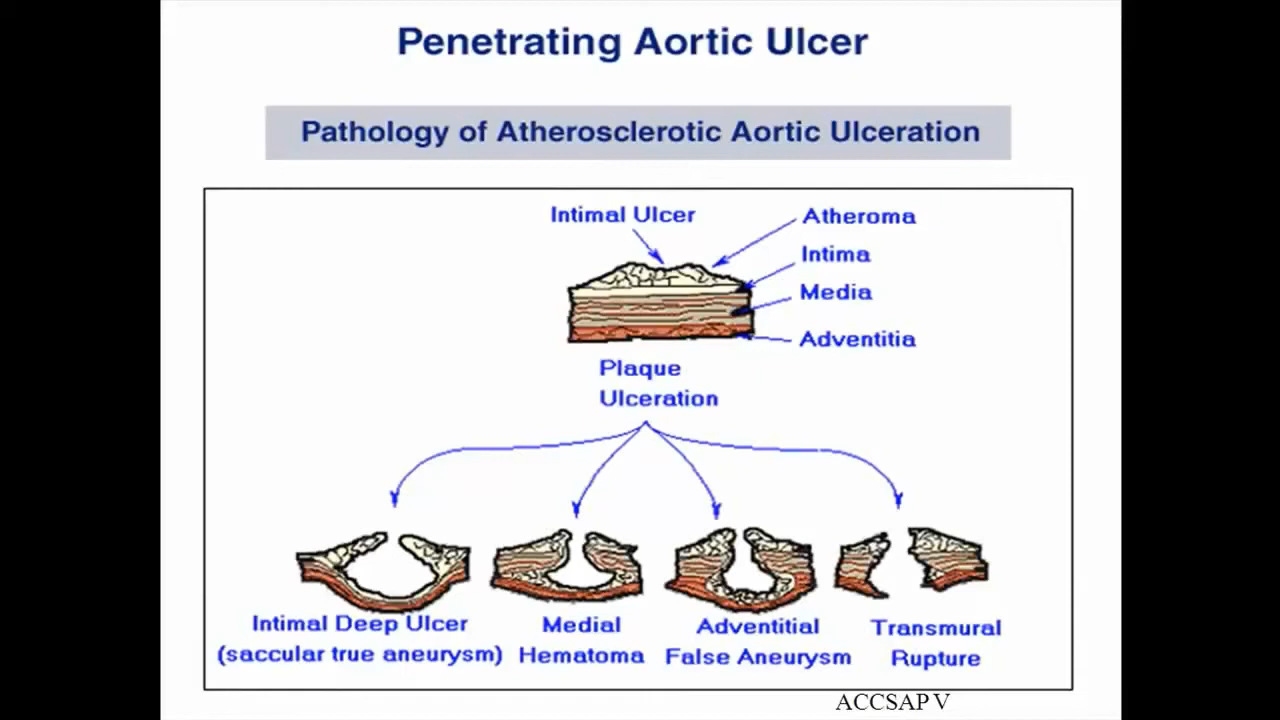 Penetrating Aortic Ulcer
Pathology of Atherosclerotic Aortic Ulceration
Intimal Ulcer
Atheroma
Intima
Media
Adventitia
Plaque
Ulceration
Intimal Deep Ulcer
(saccular true aneurysm)
Medial
Hematoma
Adventitial
False Aneurysm
Transmural
Rupture
ACCSAP V